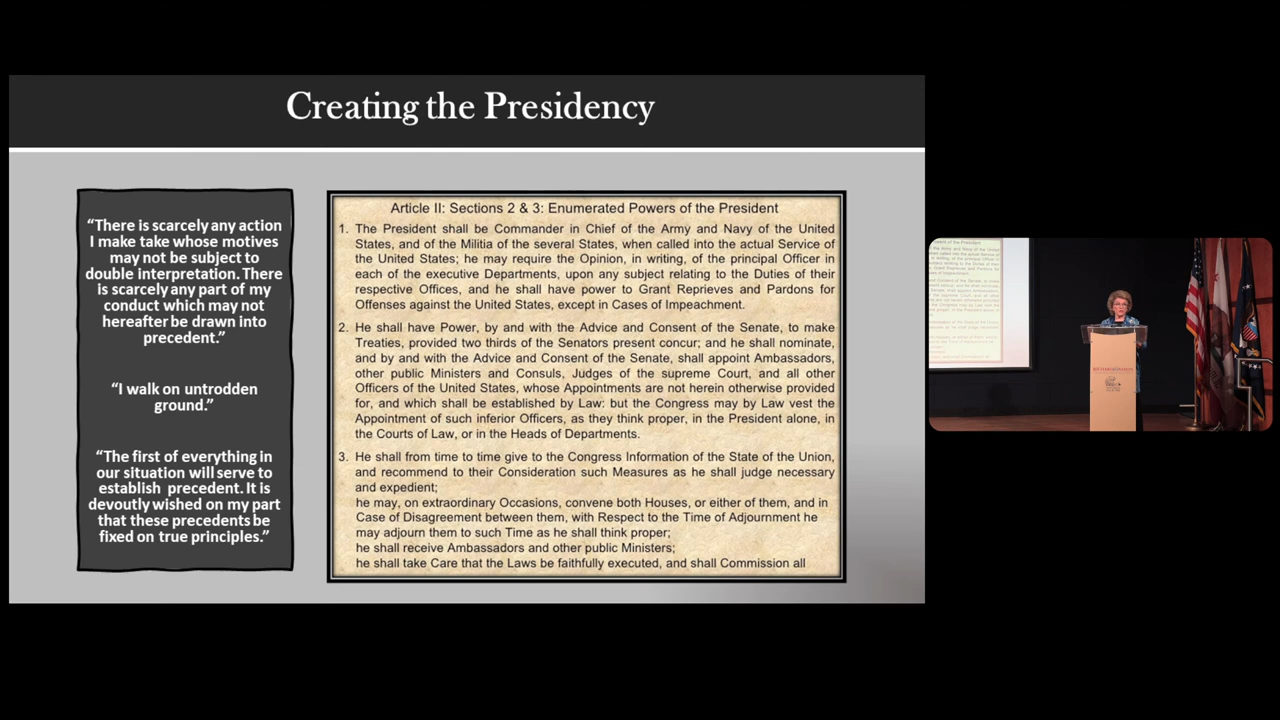 Creating the Presidency
“There is scarcely any action
I make take whose motives
may not be subject to
double interpretation. There
is scarcely any part of my
conduct which may not
hereafter be drawn into
precedent.”
“I walk on untrodden
ground.”
“The first of everything in
our situation will serve to
establish precedent. It is
devoutly wished on my part
that these precedents be
fixed on true principles.”
Article II: Sections 2 & 3: Enumerated Powers of the President
1. The President shall be Commander in Chief of the Army and Navy of the United
States, and of the Militia of the several States, when called into the actual Service of
the United States; he may require the Opinion, in writing, of the principal Officer in
each of the executive Departments, upon any subject relating to the Duties of their
respective Offices, and he shall have power to Grant Reprieves and Pardons for
Offenses against the United States, except in Cases of Impeachment.
2. He shall have Power, by and with the Advice and Consent of the Senate, to make
Treaties, provided two thirds of the Senators present concur; and he shall nominate,
and by and with the Advice and Consent of the Senate, shall appoint Ambassadors,
other public Ministers and Consuls, Judges of the supreme Court, and all other
Officers of the United States, whose Appointments are not herein otherwise provided
for, and which shall be established by Law: but the Congress may by Law vest the
Appointment of such inferior Officers, as they think proper, in the President alone, in
the Courts of Law, or in the Heads of Departments.
3. He shall from time to time give to the Congress Information of the State of the Union,
and recommend to their Consideration such Measures as he shall judge necessary
and expedient;
he may, on extraordinary Occasions, convene both Houses, or either of them, and in
Case of Disagreement between them, with Respect to the Time of Adjournment he
may adjourn them to such Time as he shall think proper;
he shall receive Ambassadors and other public Ministers;
he shall take Care that the Laws be faithfully executed, and shall Commission all